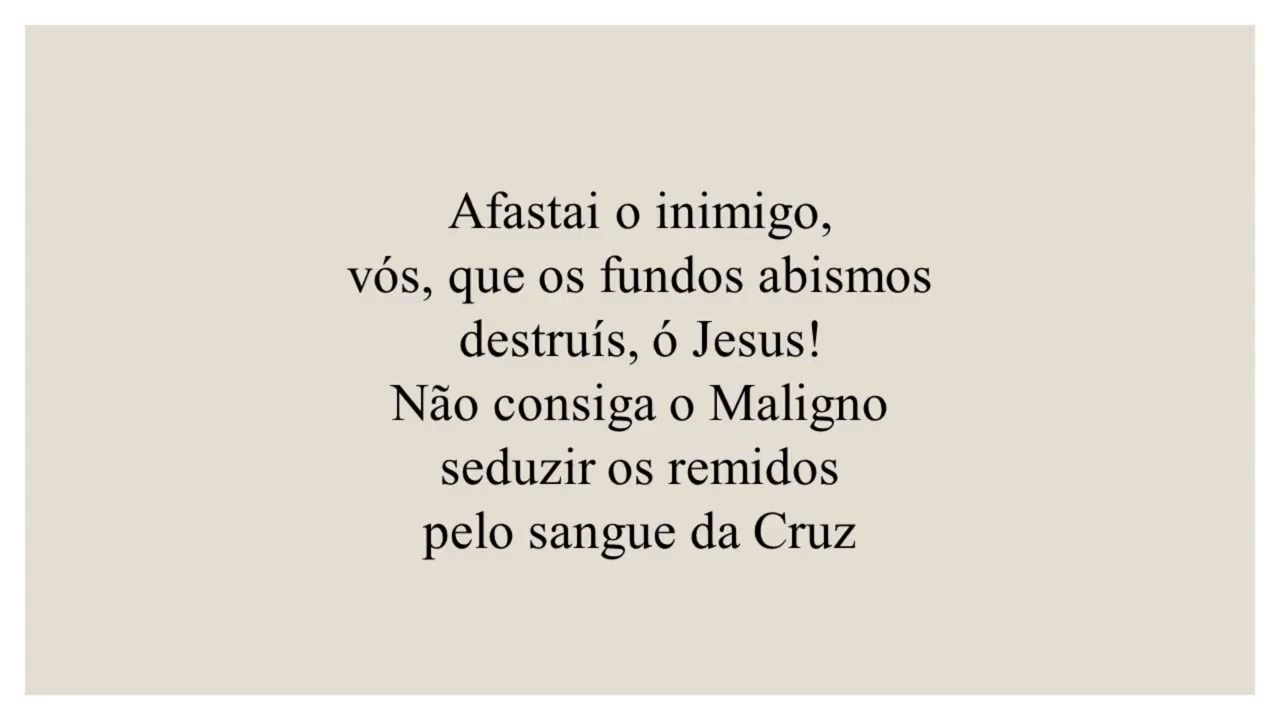 Afastai o inimigo,
vós, que os fundos abismos
destruís, ó Jesus!
Não consiga o Maligno
seduzir os remidos
pelo sangue da Cruz